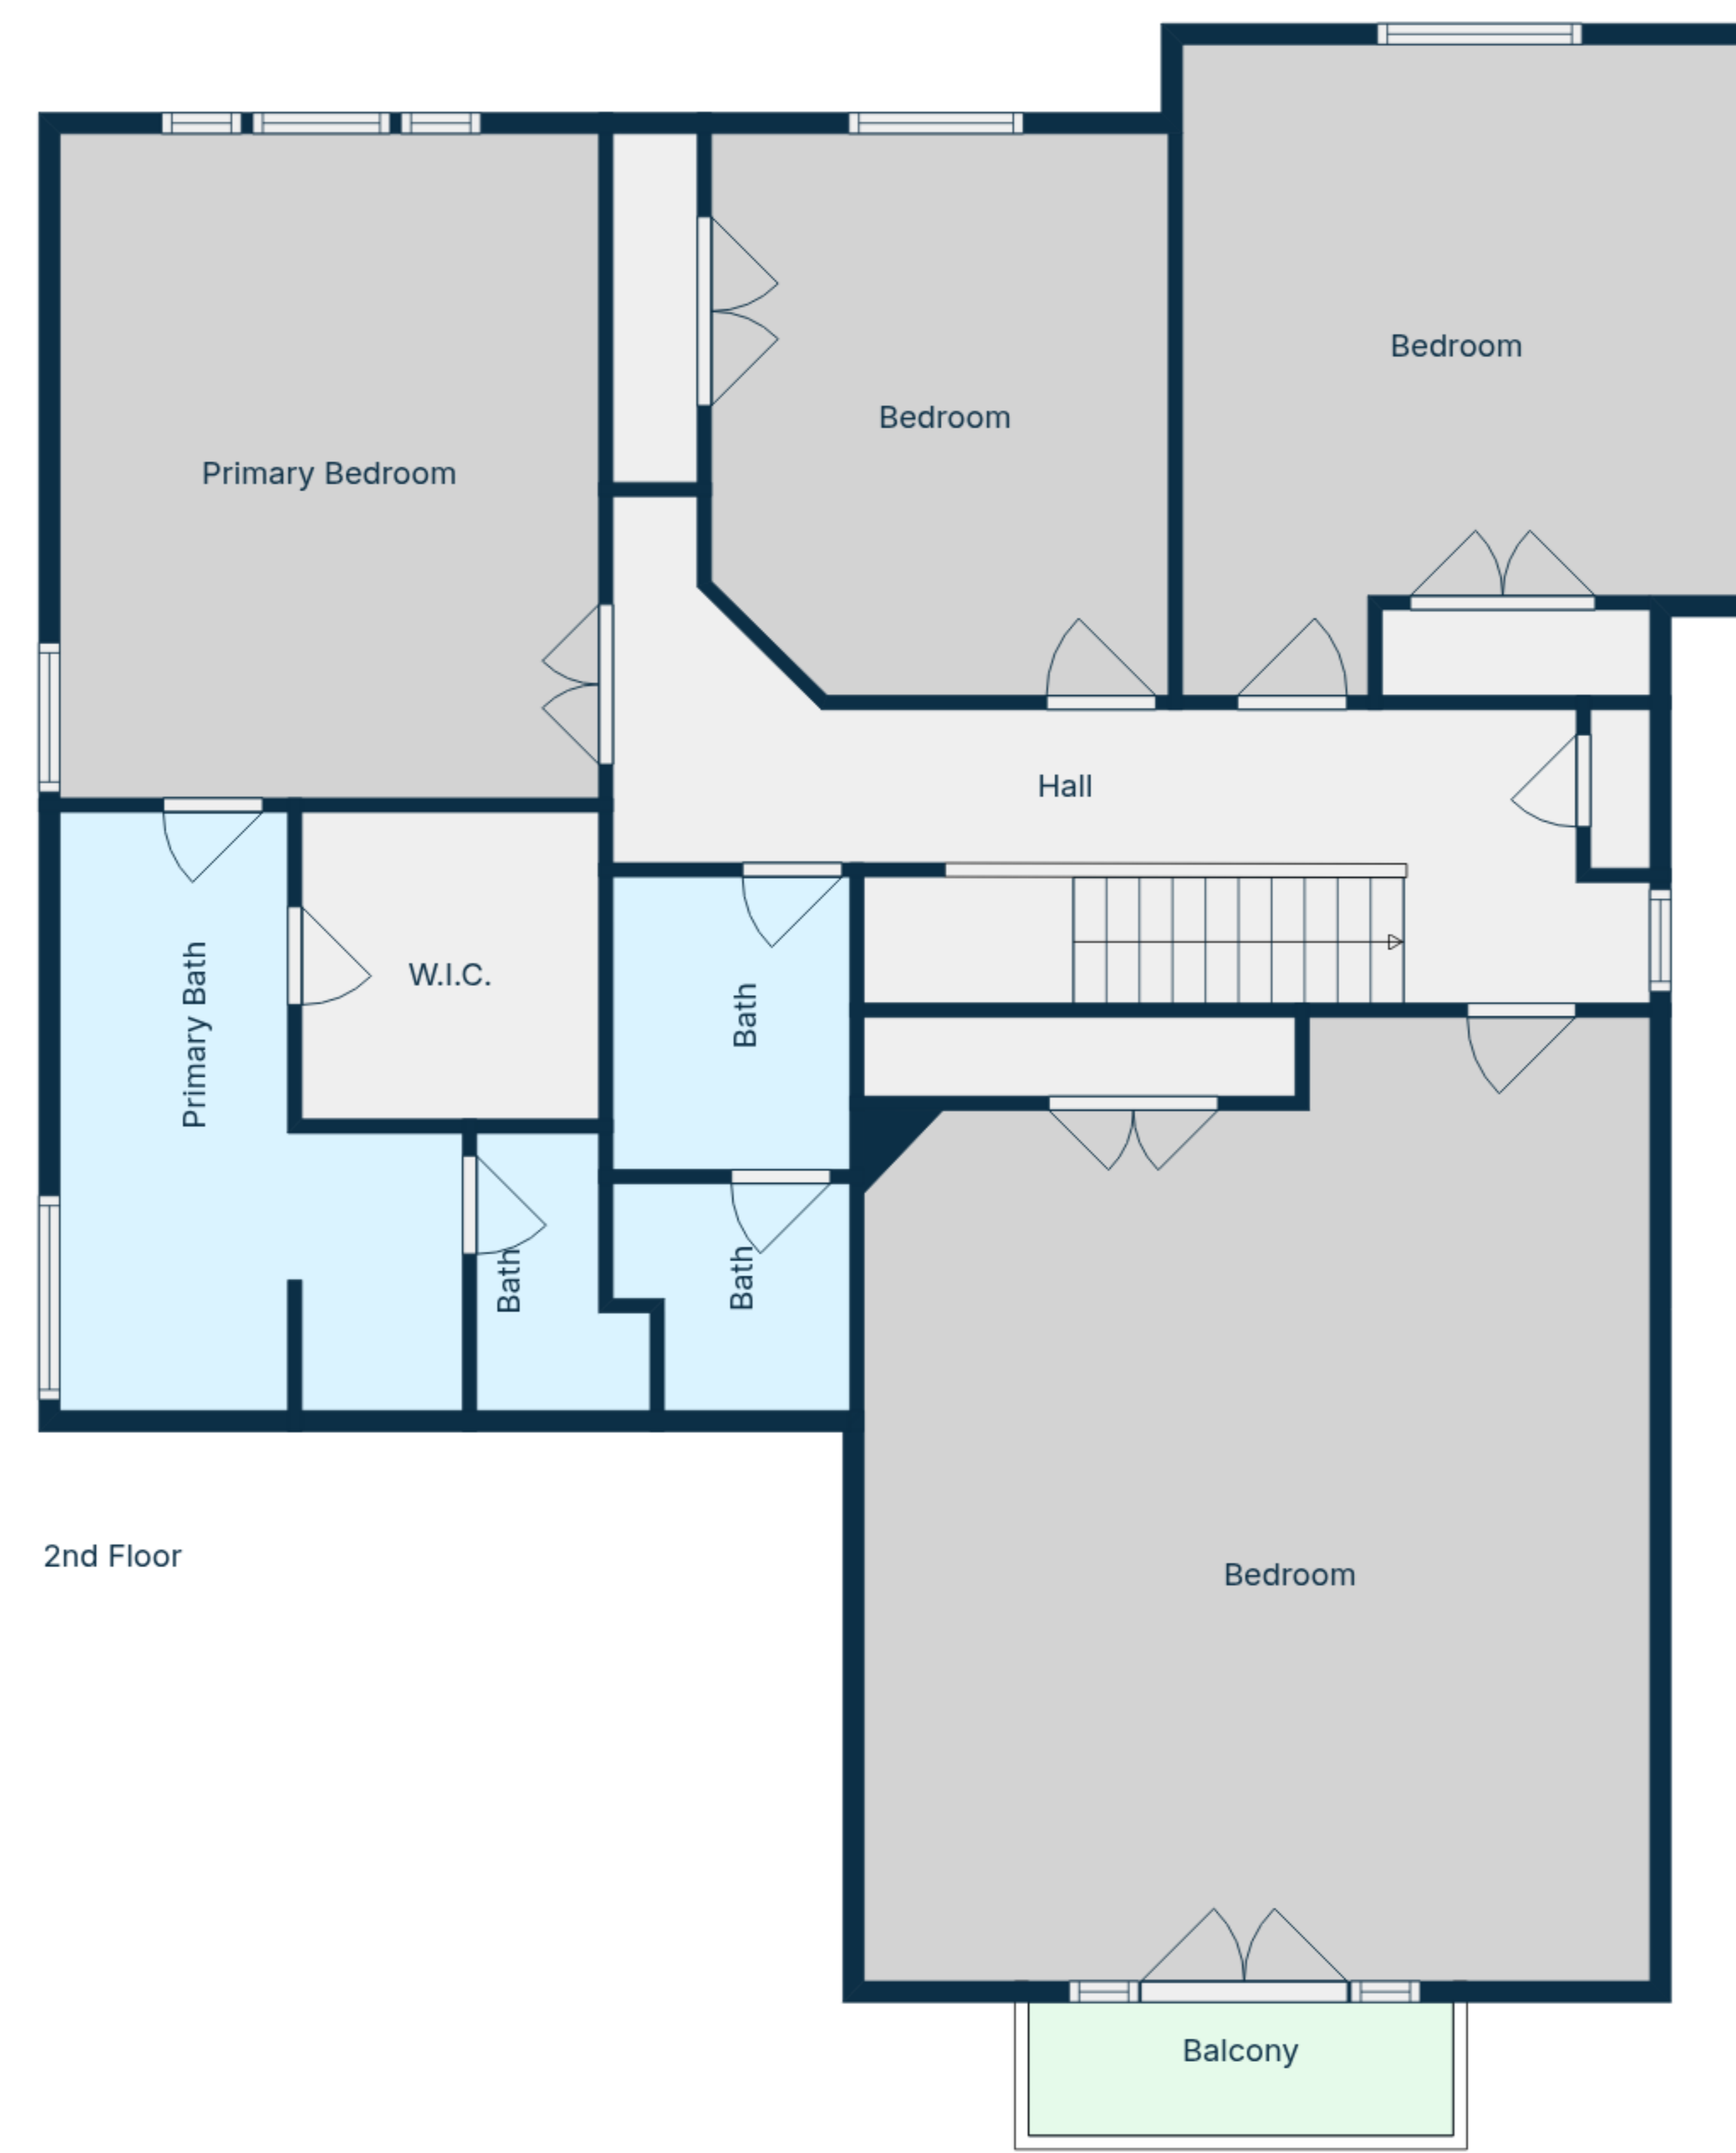 Bedroom
Bedroom
Primary Bedroom
Hall
Primary Bath
W.I.C.
Bath
Bath
Bath
2nd Floor
Bedroom
Balcony